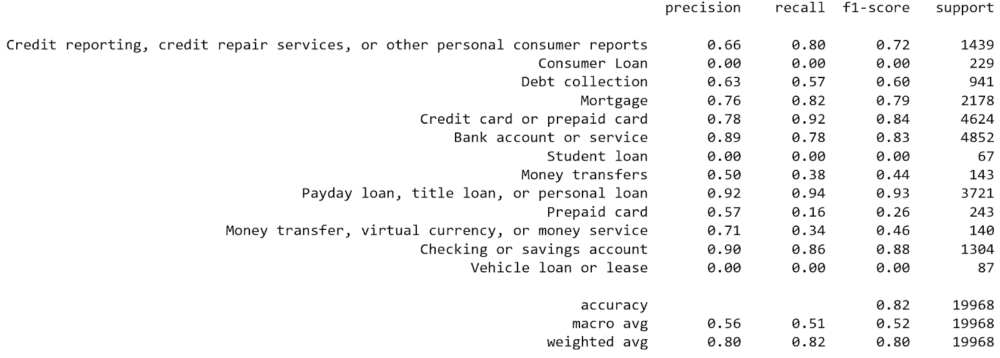 precision recall f1-score support
Credit reporting, credit repair services, or other personal consumer reports 0.66 0.80 0.72 1439
Consumer Loan 0.00 0.00 0.00 229
Debt collection 0.63 0.57 0.60 941
Mortgage 0.76 0.82 0.79 2178
Credit card or prepaid card 0.78 0.92 0.84 4624
Bank account or service 0.89 0.78 0.83 4852
Student loan 0.00 0.00 0.00 67
Money transfers 0.50 0.38 0.44 143
Payday loan, title loan, or personal loan 0.92 0.94 0.93 3721
Prepaid card 0.57 0.16 0.26 243
Money transfer, virtual currency, or money service 0.71 0.34 0.46 140
Checking or savings account 0.90 0.86 0.88 1304
Vehicle loan or lease 0.00 0.00 0.00 87
accuracy 0.82 19968
macro avg 0.56 0.51 0.52 19968
weighted avg 0.80 0.82 0.80 19968